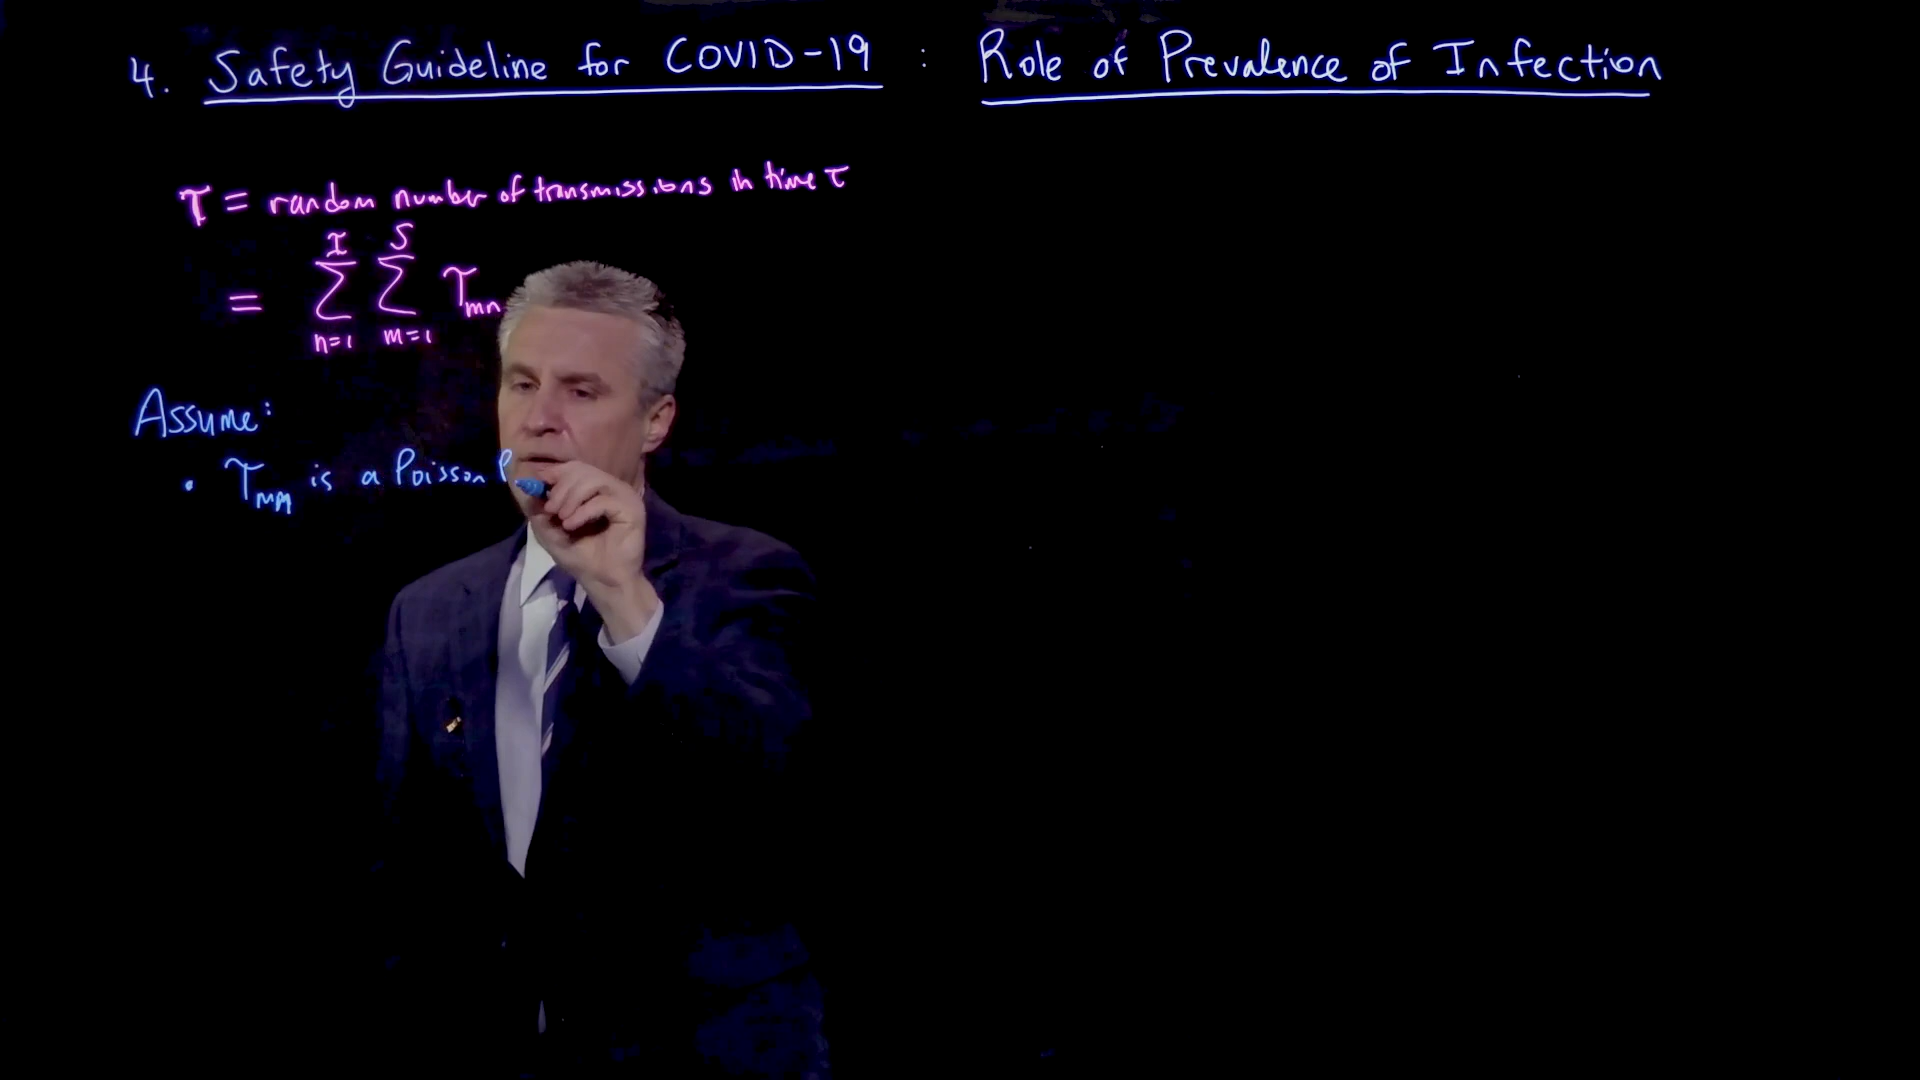 4. Safety Guideline for COVID-19 : Role of Prevalence of Infection
T = random number of transmissions in time τ
= I∑n=1 S∑m=1 Tmn
Assume:
• Tmn is a Poisson P